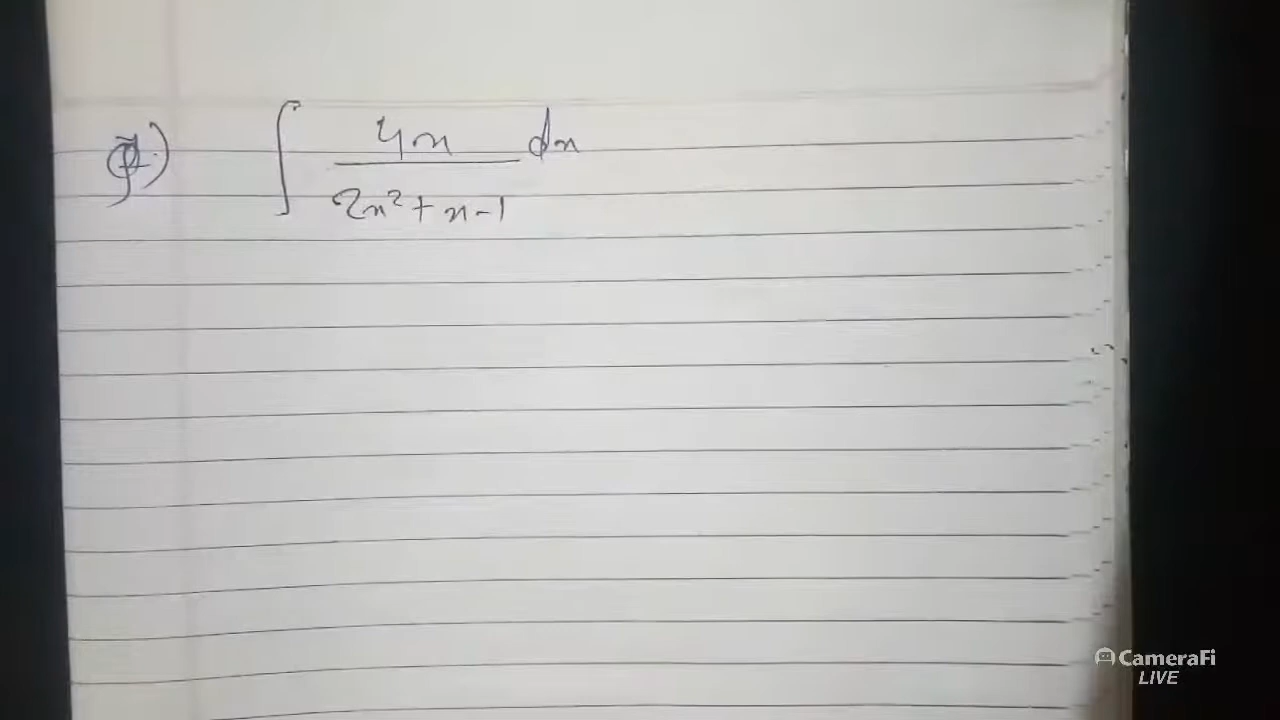 ∫ 4x / 2x² + x - 1 dx
CameraFi
LIVE